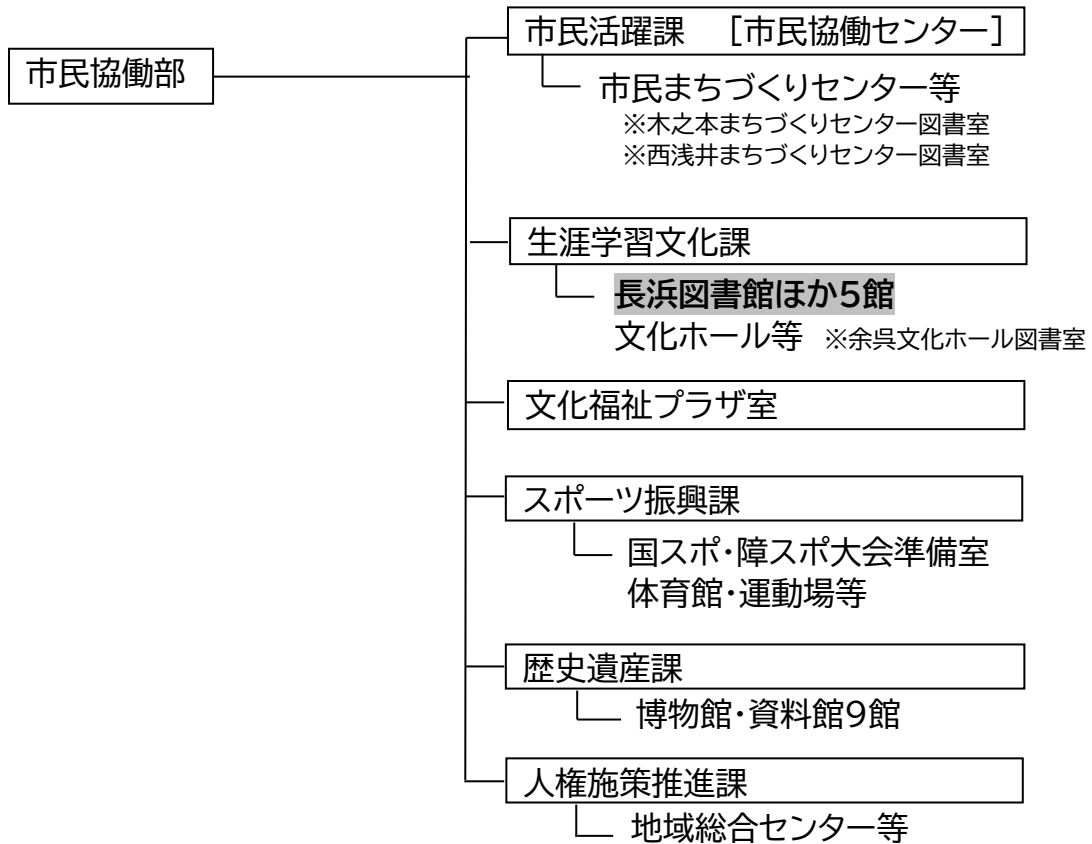 市民協働部
市民活躍課　［市民協働センター］
市民まちづくりセンター等
※木之本まちづくりセンター図書室
※西浅井まちづくりセンター図書室
生涯学習文化課
長浜図書館ほか5館
文化ホール等　※余呉文化ホール図書室
文化福祉プラザ室
スポーツ振興課
国スポ・障スポ大会準備室
体育館・運動場等
歴史遺産課
博物館・資料館9館
人権施策推進課
地域総合センター等